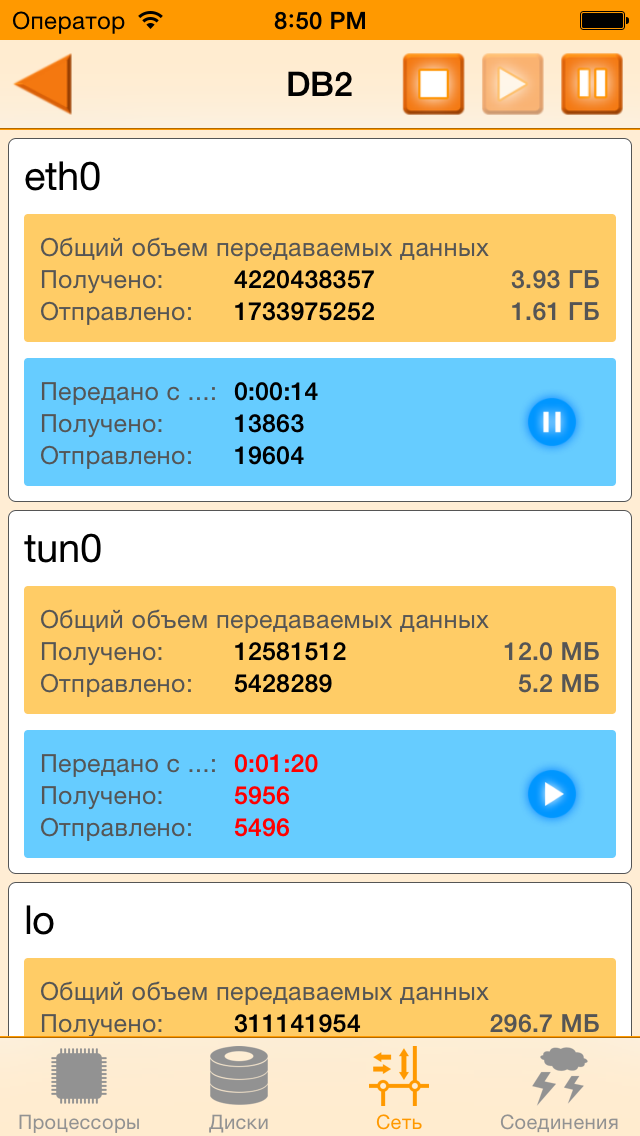 Оператор 8:50 PM
DB2
eth0
Общий объем передаваемых данных
Получено: 4220438357 3.93 ГБ
Отправлено: 1733975252 1.61 ГБ
Передано с ...: 0:00:14
Получено: 13863
Отправлено: 19604
tun0
Общий объем передаваемых данных
Получено: 12581512 12.0 МБ
Отправлено: 5428289 5.2 МБ
Передано с ...: 0:01:20
Получено: 5956
Отправлено: 5496
lo
Общий объем передаваемых данных
Получено: 311141954 296.7 МБ
Процессоры Диски Сеть Соединения